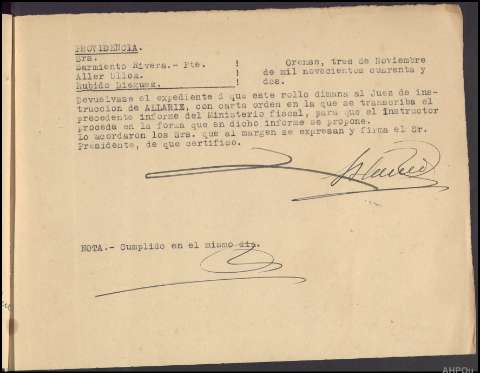 PROVIDENCIA.
Sra.
Sarmiento Rivera.- Pte. !
Aller Ulloa. !
Rubido Dieguez. !
Orense, tres de Noviembre
de mil novecientos cuarenta y
dos.
Devuelvase el expediente d que este rollo dimana al Juez de ins-
truccion de ALLARIZ, con carta orden en la que se transcriba el
precedente informe del Ministerio fiscal, para que el instructor
proceda en la forma que en dicho informe se propone.
Lo acordaron los Sra. que al margen se expresan y firma el Sr.
Presidente, de que certifico.
NOTA.- Cumplido en el mismo dia.
AHPOu